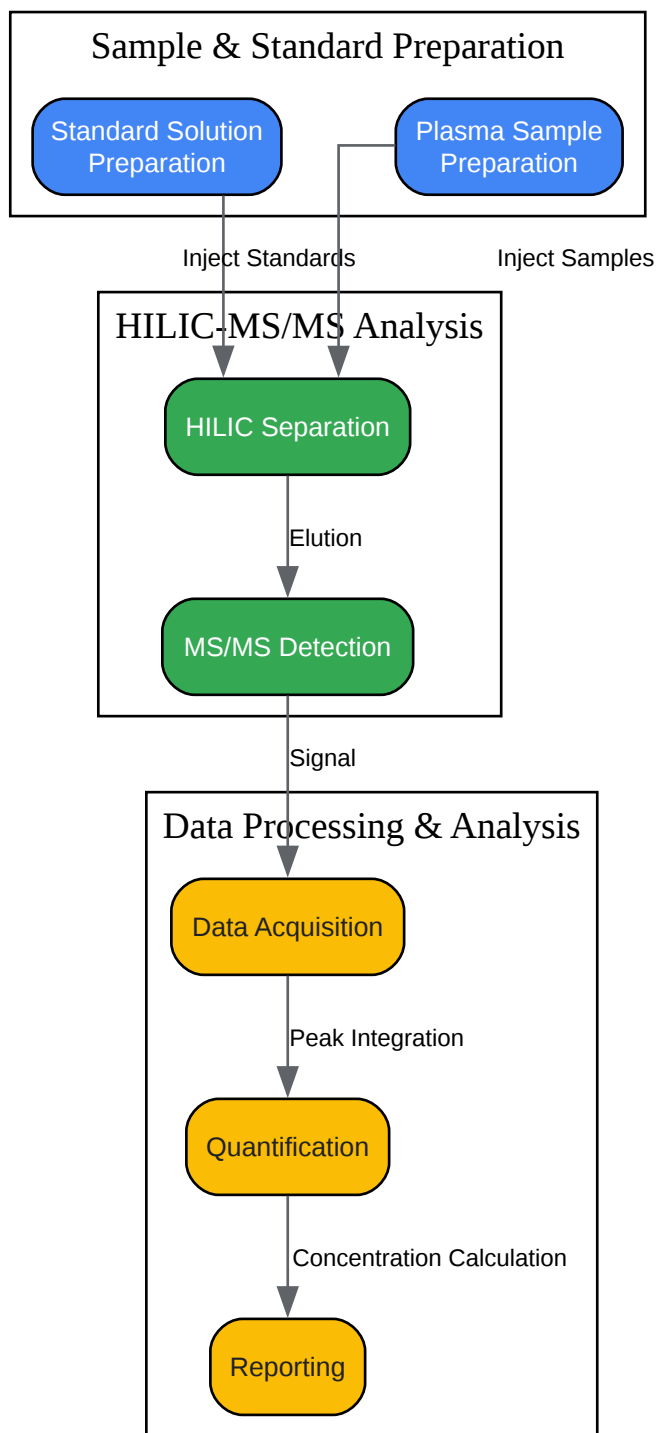 Sample & Standard Preparation
Standard Solution
Preparation
Plasma Sample
Preparation
Inject Standards
Inject Samples
HILIC-MS/MS Analysis
HILIC Separation
Elution
MS/MS Detection
Signal
Data Processing & Analysis
Data Acquisition
Peak Integration
Quantification
Concentration Calculation
Reporting